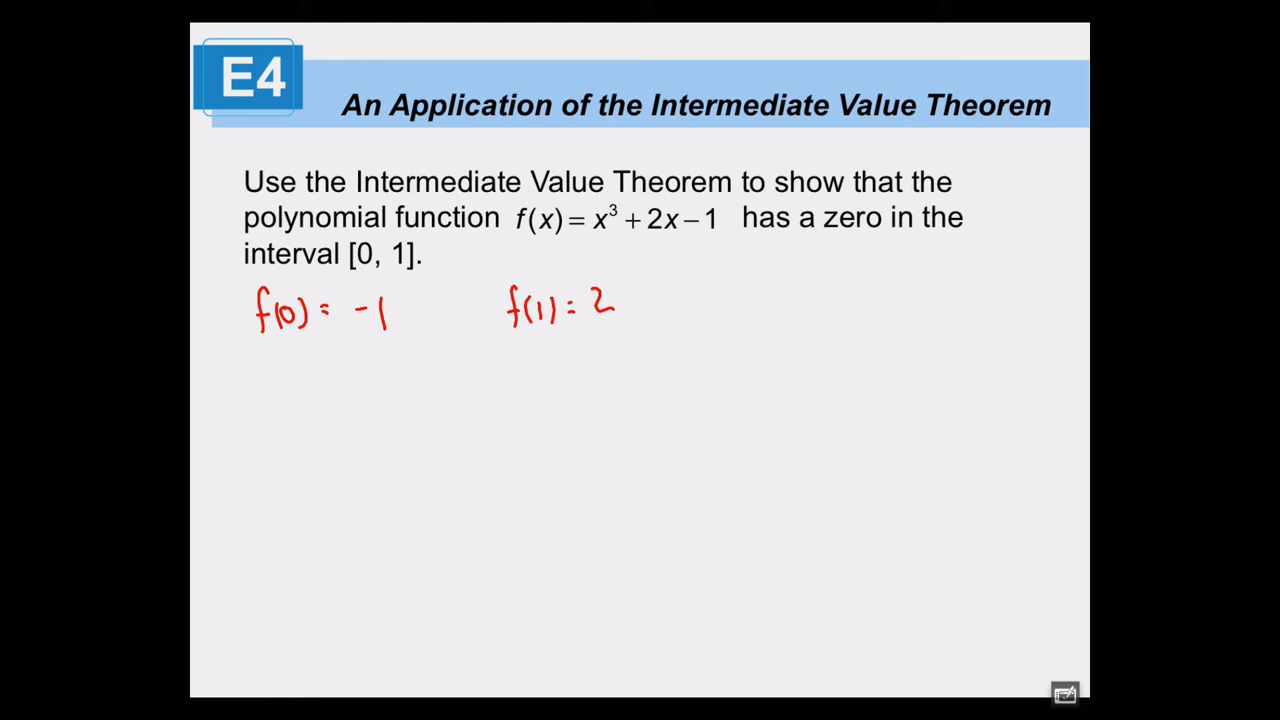 E4
An Application of the Intermediate Value Theorem
Use the Intermediate Value Theorem to show that the
polynomial function f(x) = x³ + 2x − 1 has a zero in the
interval [0, 1].
f(0) = -1 f(1) = 2